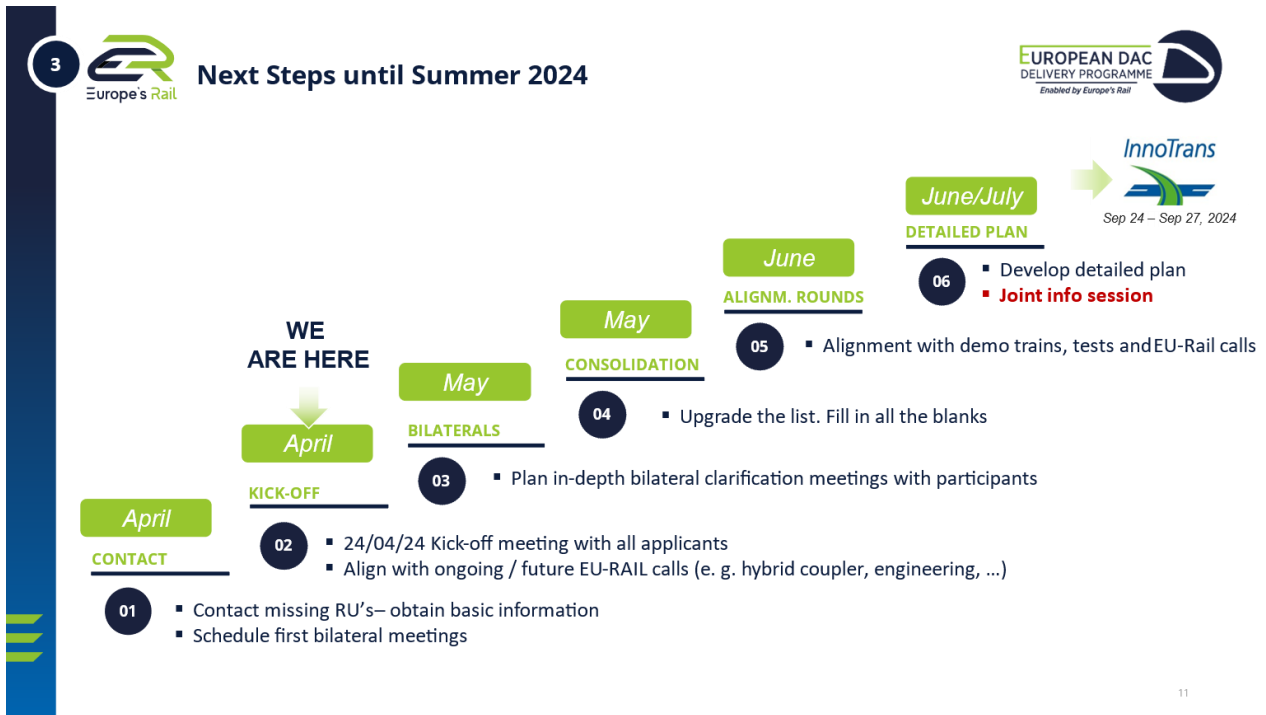 3
Europe's Rail
Next Steps until Summer 2024
EUROPEAN DAC
DELIVERY PROGRAMME
Enabled by Europe's Rail
InnoTrans
Sep 24 – Sep 27, 2024
June/July
DETAILED PLAN
06
▪ Develop detailed plan
▪ Joint info session
June
ALIGNM. ROUNDS
05
▪ Alignment with demo trains, tests and EU-Rail calls
May
CONSOLIDATION
04
▪ Upgrade the list. Fill in all the blanks
WE
ARE HERE
May
BILATERALS
03
▪ Plan in-depth bilateral clarification meetings with participants
April
KICK-OFF
02
▪ 24/04/24 Kick-off meeting with all applicants
▪ Align with ongoing / future EU-RAIL calls (e. g. hybrid coupler, engineering, ...)
April
CONTACT
01
▪ Contact missing RU's– obtain basic information
▪ Schedule first bilateral meetings
11